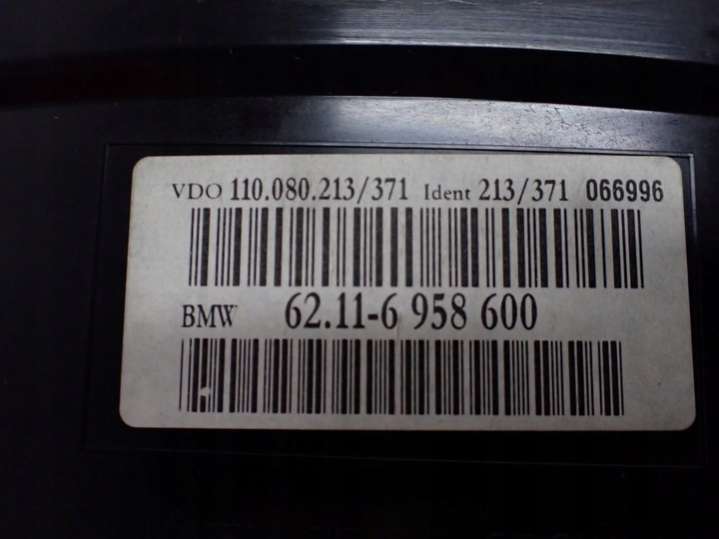 VDO 110.080.213/371 Ident 213/371 066996
BMW 62.11-6 958 600